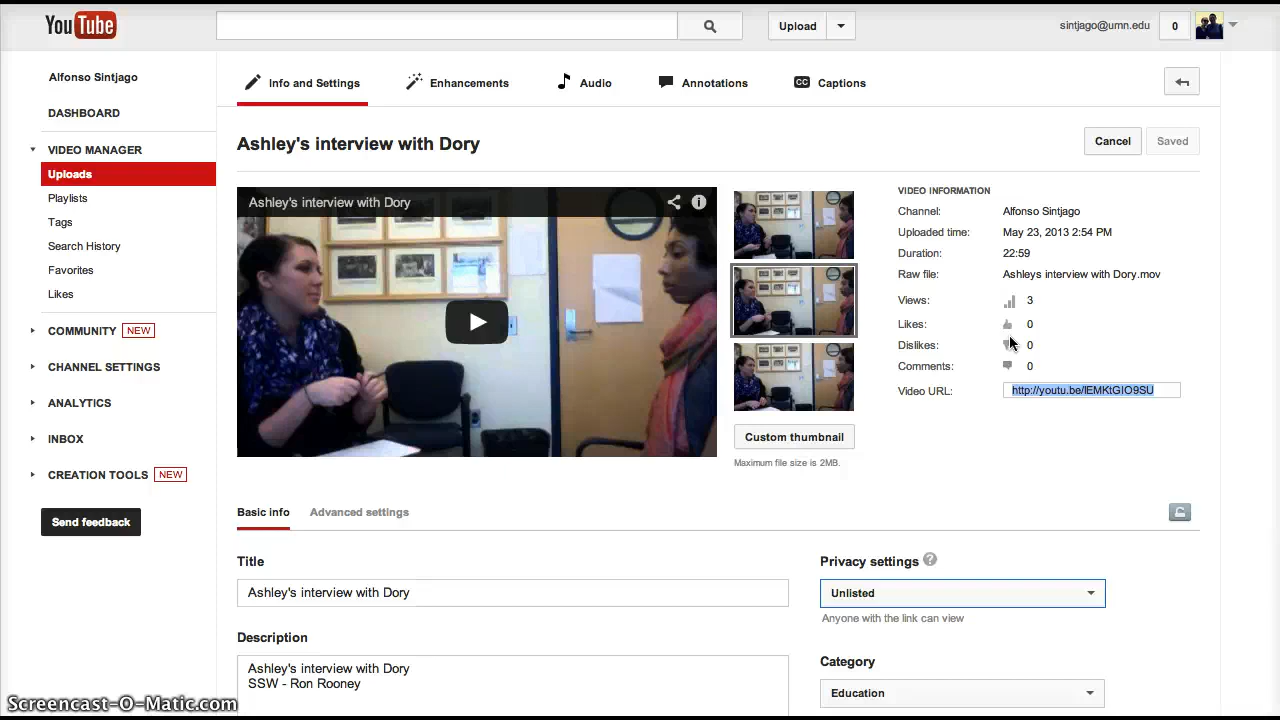 YouTube
Upload
sintjago@umn.edu
0
Alfonso Sintjago
DASHBOARD
VIDEO MANAGER
Uploads
Playlists
Tags
Search History
Favorites
Likes
COMMUNITY NEW
CHANNEL SETTINGS
ANALYTICS
INBOX
CREATION TOOLS NEW
Send feedback
Info and Settings
Enhancements
Audio
Annotations
CC Captions
Ashley's interview with Dory
Cancel
Saved
Ashley's interview with Dory
Custom thumbnail
Maximum file size is 2MB.
VIDEO INFORMATION
Channel: Alfonso Sintjago
Uploaded time: May 23, 2013 2:54 PM
Duration: 22:59
Raw file: Ashleys interview with Dory.mov
Views: 3
Likes: 0
Dislikes: 0
Comments: 0
Video URL: http://youtu.be/lEMKtGIO9SU
Basic info
Advanced settings
Title
Ashley's interview with Dory
Description
Ashley's interview with Dory
SSW - Ron Rooney
Privacy settings ?
Unlisted
Anyone with the link can view
Category
Education
Screencast-O-Matic.com